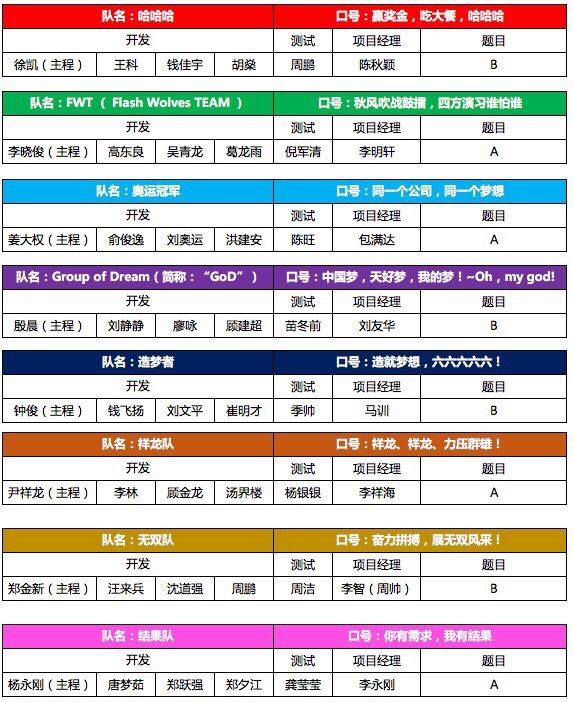 队名：哈哈哈 口号：赢奖金，吃大餐，哈哈哈
开发 测试 项目经理 题目
徐凯（主程） 王科 钱佳宇 胡燊 周鹏 陈秋颖 B
队名：FWT（ Flash Wolves TEAM ） 口号：秋风吹战鼓擂，四方演习谁怕谁
开发 测试 项目经理 题目
李晓俊（主程） 高东良 吴青龙 葛龙雨 倪军清 李明轩 A
队名：奥运冠军 口号：同一个公司，同一个梦想
开发 测试 项目经理 题目
姜大权（主程） 俞俊逸 刘奥运 洪建安 陈旺 包满达 A
队名：Group of Dream（简称：“GoD”） 口号：中国梦，天好梦，我的梦！~Oh，my god!
开发 测试 项目经理 题目
殷晨（主程） 刘静静 廖咏 顾建超 苗冬前 刘友华 B
队名：造梦者 口号：造就梦想，六六六六六！
开发 测试 项目经理 题目
钟俊（主程） 钱飞扬 刘文平 崔明才 季帅 马训 B
队名：祥龙队 口号：祥龙、祥龙、力压群雄！
开发 测试 项目经理 题目
尹祥龙（主程） 李林 顾金龙 汤界楼 杨银银 李祥海 A
队名：无双队 口号：奋力拼搏，展无双风采！
开发 测试 项目经理 题目
郑金新（主程） 汪来兵 沈道强 周鹏 周洁 李智（周帅） B
队名：结果队 口号：你有需求，我有结果
开发 测试 项目经理 题目
杨永刚（主程） 唐梦茹 郑跃强 郑夕江 龚莹莹 李永刚 A